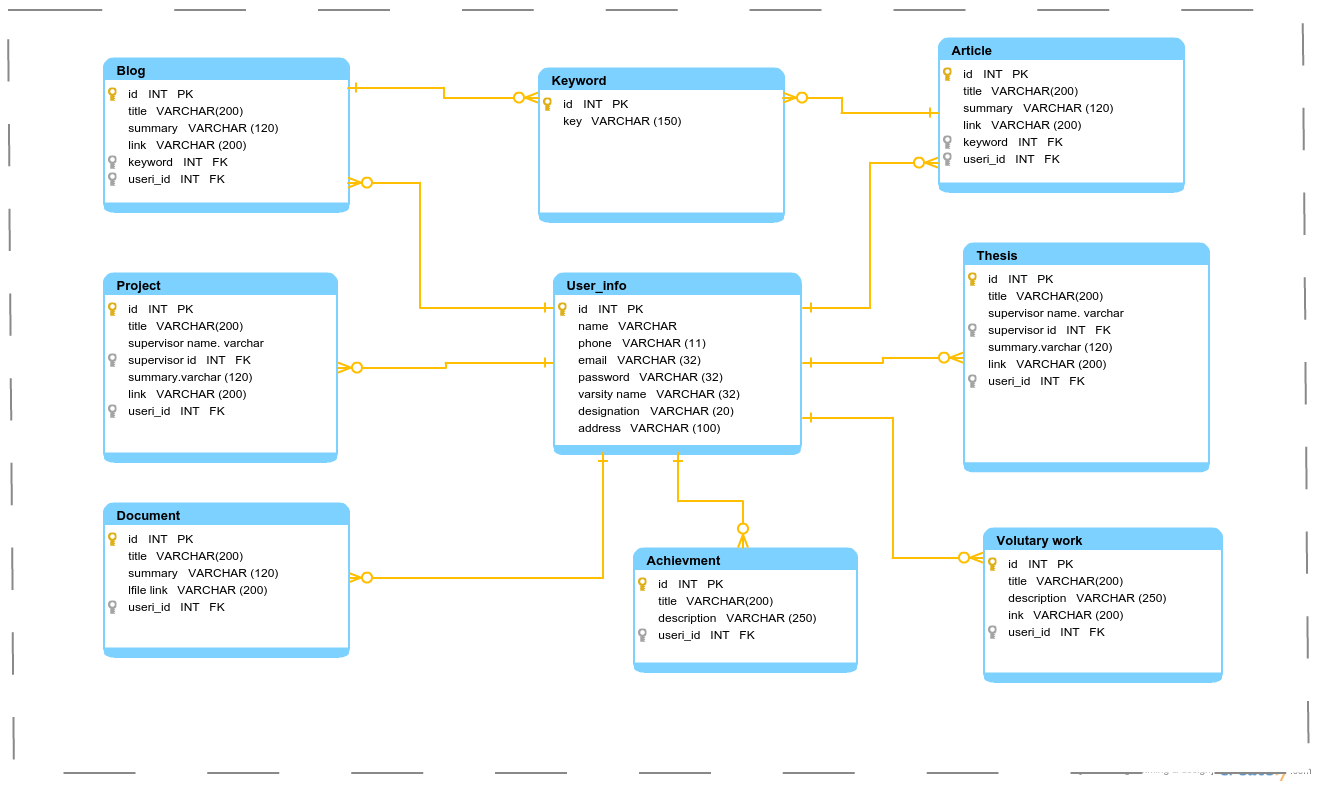 Blog
id INT PK
title VARCHAR(200)
summary VARCHAR (120)
link VARCHAR (200)
keyword INT FK
useri_id INT FK
Keyword
id INT PK
key VARCHAR (150)
Article
id INT PK
title VARCHAR(200)
summary VARCHAR (120)
link VARCHAR (200)
keyword INT FK
useri_id INT FK
Project
id INT PK
title VARCHAR(200)
supervisor name. varchar
supervisor id INT FK
summary.varchar (120)
link VARCHAR (200)
useri_id INT FK
User_info
id INT PK
name VARCHAR
phone VARCHAR (11)
email VARCHAR (32)
password VARCHAR (32)
varsity name VARCHAR (32)
designation VARCHAR (20)
address VARCHAR (100)
Thesis
id INT PK
title VARCHAR(200)
supervisor name. varchar
supervisor id INT FK
summary.varchar (120)
link VARCHAR (200)
useri_id INT FK
Document
id INT PK
title VARCHAR(200)
summary VARCHAR (120)
lfile link VARCHAR (200)
useri_id INT FK
Achievment
id INT PK
title VARCHAR(200)
description VARCHAR (250)
useri_id INT FK
Volutary work
id INT PK
title VARCHAR(200)
description VARCHAR (250)
ink VARCHAR (200)
useri_id INT FK